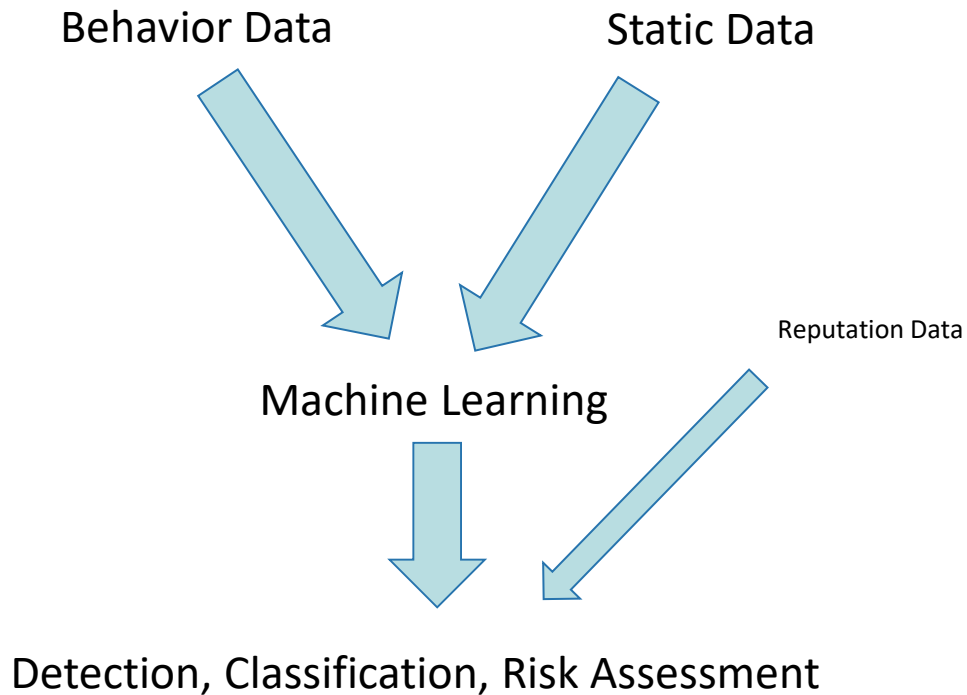 Behavior Data
Static Data
Reputation Data
Machine Learning
Detection, Classification, Risk Assessment